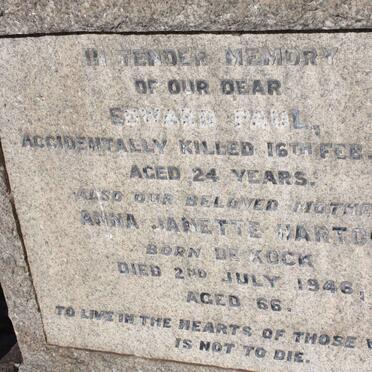 IN TENDER MEMORY
OF OUR DEAR
EDWARD PAUL,
ACCIDENTALLY KILLED 16TH FEB.
AGED 24 YEARS.
ALSO OUR BELOVED MOTHE
ANNA JANETTE HARTO
BORN DE KOCK
DIED 2ND JULY 1946,
AGED 66.
TO LIVE IN THE HEARTS OF THOSE W
IS NOT TO DIE.